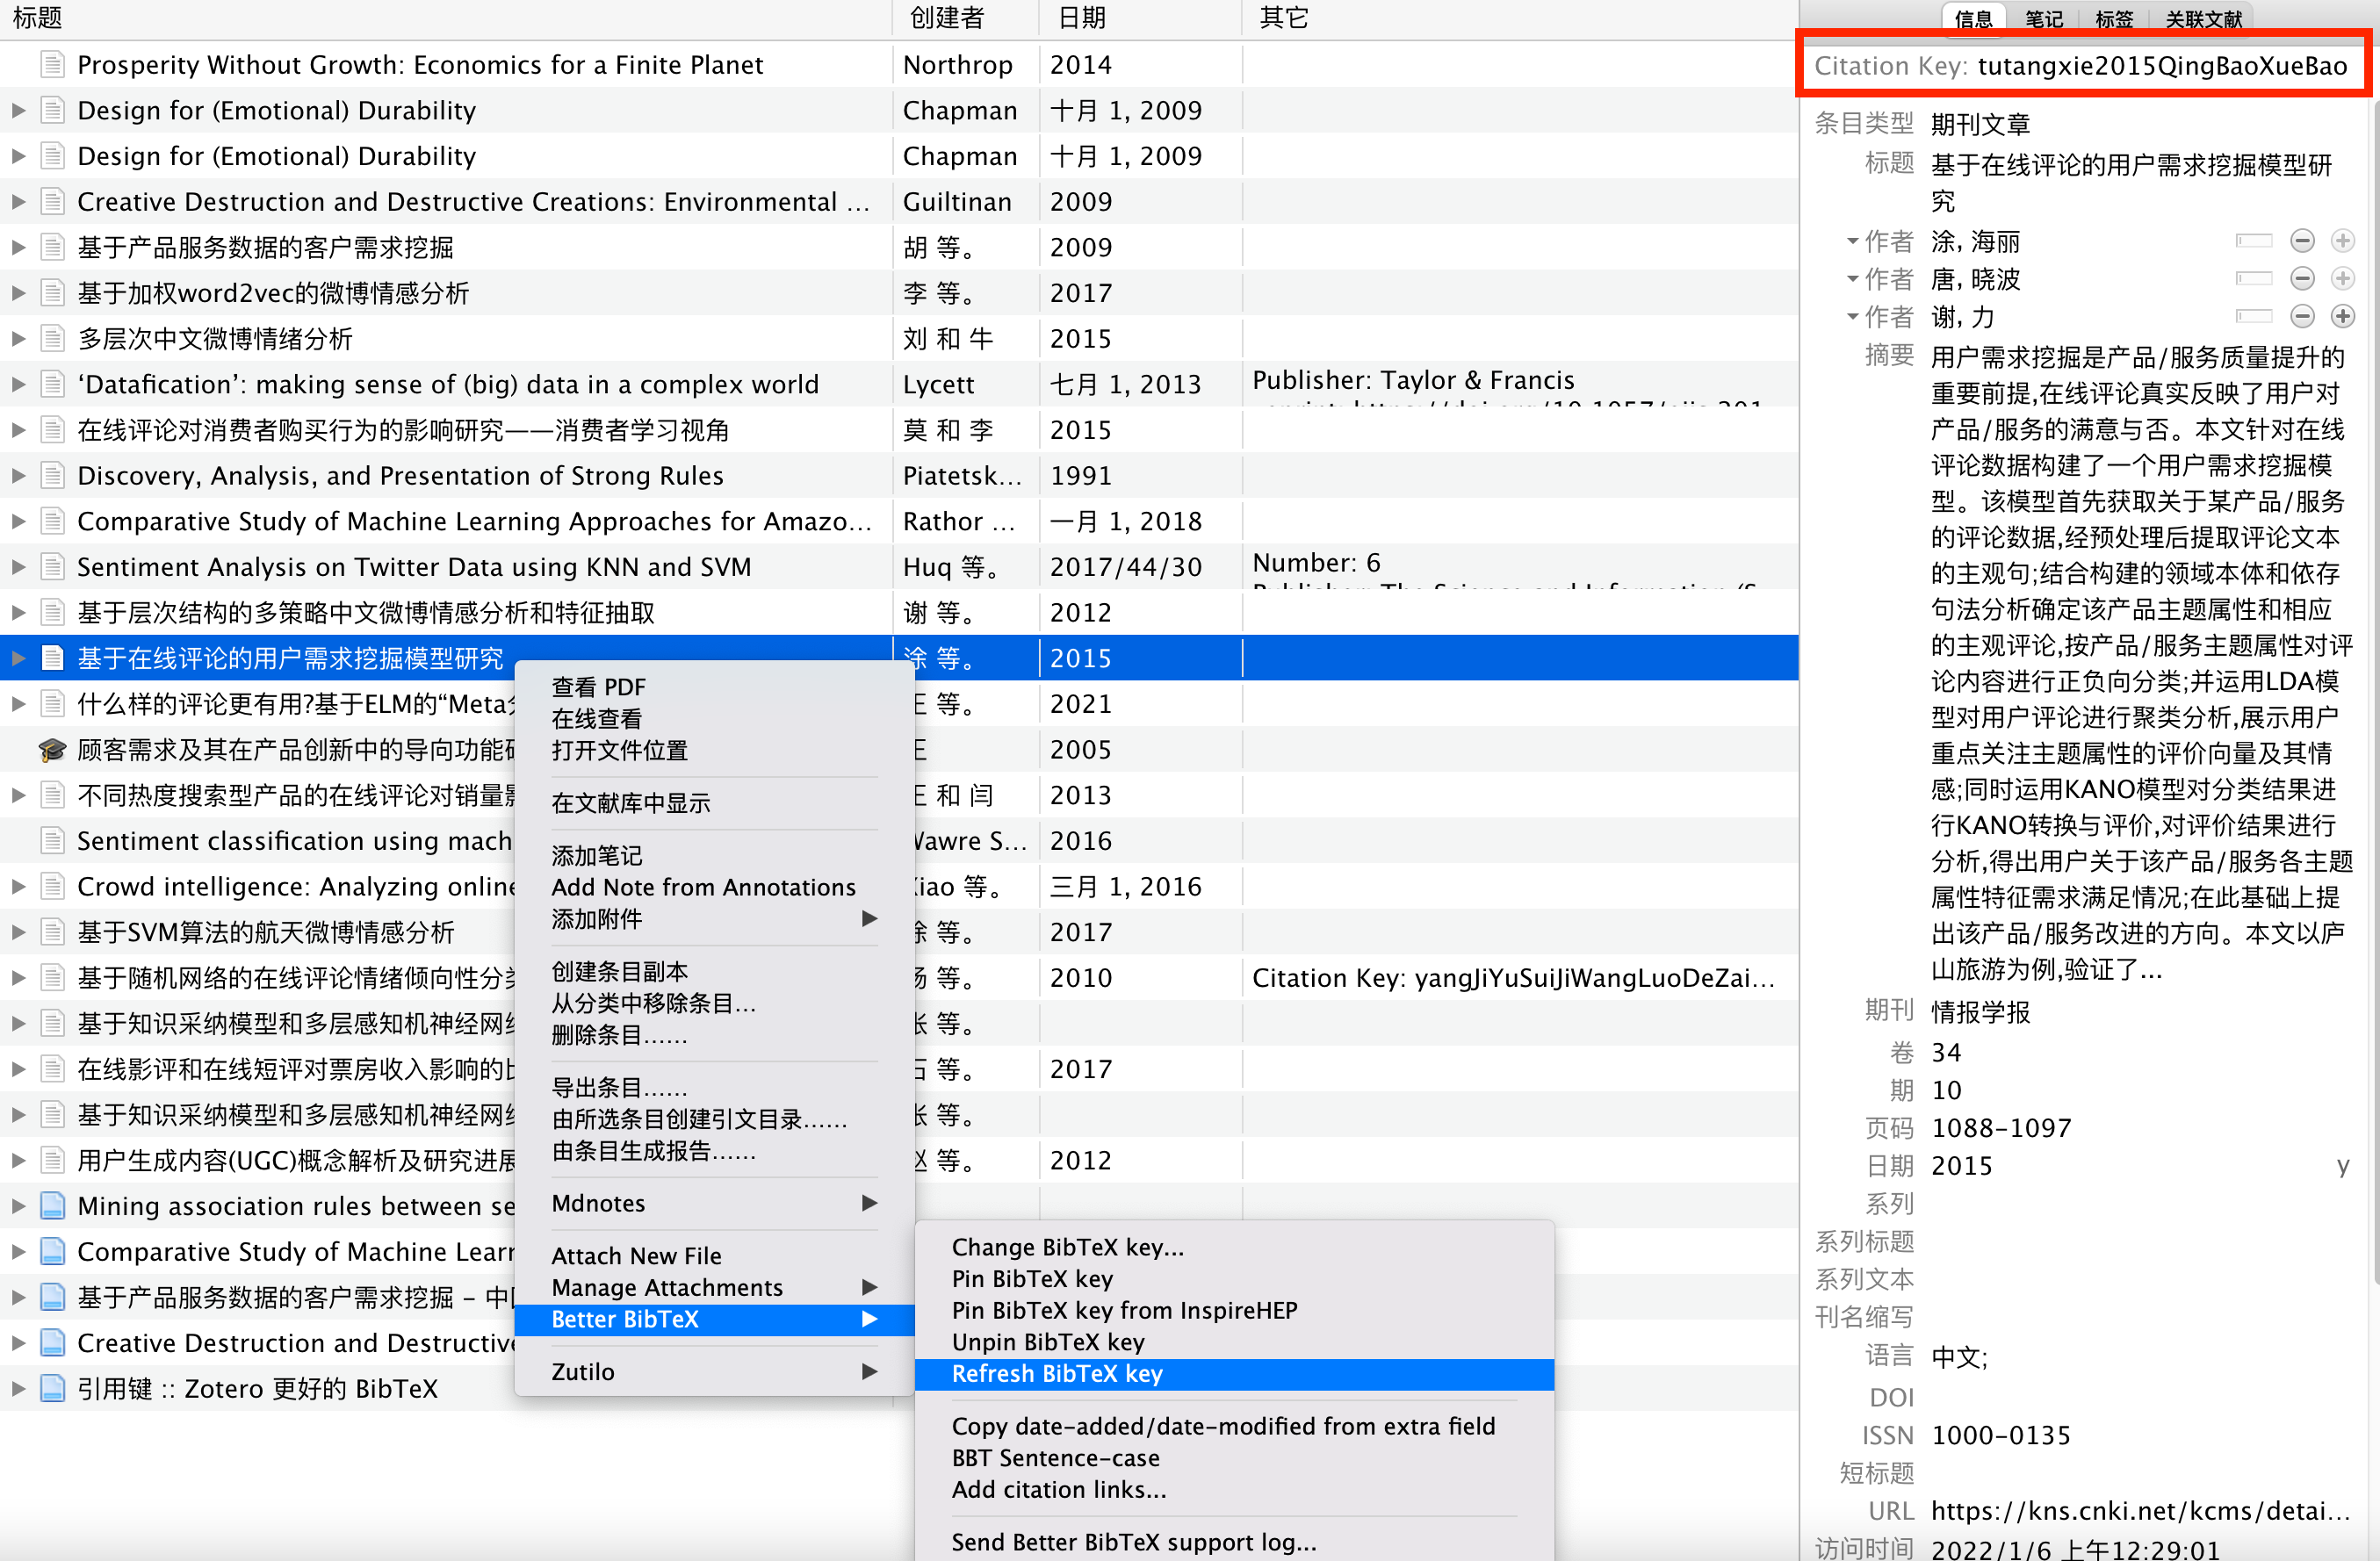 标题 创建者 日期 其它
Prosperity Without Growth: Economics for a Finite Planet Northrop 2014
Design for (Emotional) Durability Chapman 十月 1, 2009
Design for (Emotional) Durability Chapman 十月 1, 2009
Creative Destruction and Destructive Creations: Environmental ... Guiltinan 2009
基于产品服务数据的客户需求挖掘 胡 等。 2009
基于加权word2vec的微博情感分析 李 等。 2017
多层次中文微博情绪分析 刘 和 牛 2015
‘Datafication’: making sense of (big) data in a complex world Lycett 七月 1, 2013 Publisher: Taylor & Francis
在线评论对消费者购买行为的影响研究——消费者学习视角 莫 和 李 2015
Discovery, Analysis, and Presentation of Strong Rules Piatetsk... 1991
Comparative Study of Machine Learning Approaches for Amazo... Rathor ... 一月 1, 2018
Sentiment Analysis on Twitter Data using KNN and SVM Huq 等。 2017/44/30 Number: 6
基于层次结构的多策略中文微博情感分析和特征抽取 谢 等。 2012
基于在线评论的用户需求挖掘模型研究 涂 等。 2015
什么样的评论更有用?基于ELM的“Meta 王 等。 2021
顾客需求及其在产品创新中的导向功能 王 2005
不同热度搜索型产品的在线评论对销量 王 和 闫 2013
Sentiment classification using mach Wawre S... 2016
Crowd intelligence: Analyzing online Xiao 等。 三月 1, 2016
基于SVM算法的航天微博情感分析 徐 等。 2017
基于随机网络的在线评论情绪倾向性分 杨 等。 2010 Citation Key: yangJiYuSuiJiWangLuoDeZai...
基于知识采纳模型和多层感知机神经网 张 等。
在线影评和在线短评对票房收入影响的 石 等。 2017
基于知识采纳模型和多层感知机神经网 张 等。
用户生成内容(UGC)概念解析及研究进展 赵 等。 2012
Mining association rules between se
Comparative Study of Machine Learn
基于产品服务数据的客户需求挖掘 – 中
Creative Destruction and Destructive
引用键 :: Zotero 更好的 BibTeX
查看 PDF
在线查看
打开文件位置
在文献库中显示
添加笔记
Add Note from Annotations
添加附件
创建条目副本
从分类中移除条目...
删除条目……
导出条目……
由所选条目创建引文目录……
由条目生成报告……
Mdnotes
Attach New File
Manage Attachments
Better BibTeX
Zutilo
Change BibTeX key...
Pin BibTeX key
Pin BibTeX key from InspireHEP
Unpin BibTeX key
Refresh BibTeX key
Copy date-added/date-modified from extra field
BBT Sentence-case
Add citation links...
Send Better BibTeX support log...
信息 笔记 标签 关联文献
Citation Key: tutangxie2015QingBaoXueBao
条目类型 期刊文章
标题 基于在线评论的用户需求挖掘模型研
究
作者 涂, 海丽
作者 唐, 晓波
作者 谢, 力
摘要 用户需求挖掘是产品/服务质量提升的
重要前提,在线评论真实反映了用户对
产品/服务的满意与否。本文针对在线
评论数据构建了一个用户需求挖掘模
型。该模型首先获取关于某产品/服务
的评论数据,经预处理后提取评论文本
的主观句;结合构建的领域本体和依存
句法分析确定该产品主题属性和相应
的主观评论,按产品/服务主题属性对评
论内容进行正负向分类;并运用LDA模
型对用户评论进行聚类分析,展示用户
重点关注主题属性的评价向量及其情
感;同时运用KANO模型对分类结果进
行KANO转换与评价,对评价结果进行
分析,得出用户关于该产品/服务各主题
属性特征需求满足情况;在此基础上提
出该产品/服务改进的方向。本文以庐
山旅游为例,验证了...
期刊 情报学报
卷 34
期 10
页码 1088-1097
日期 2015 y
系列
系列标题
系列文本
刊名缩写
语言 中文;
DOI
ISSN 1000-0135
短标题
URL https://kns.cnki.net/kcms/detai...
访问时间 2022/1/6 上午12:29:01